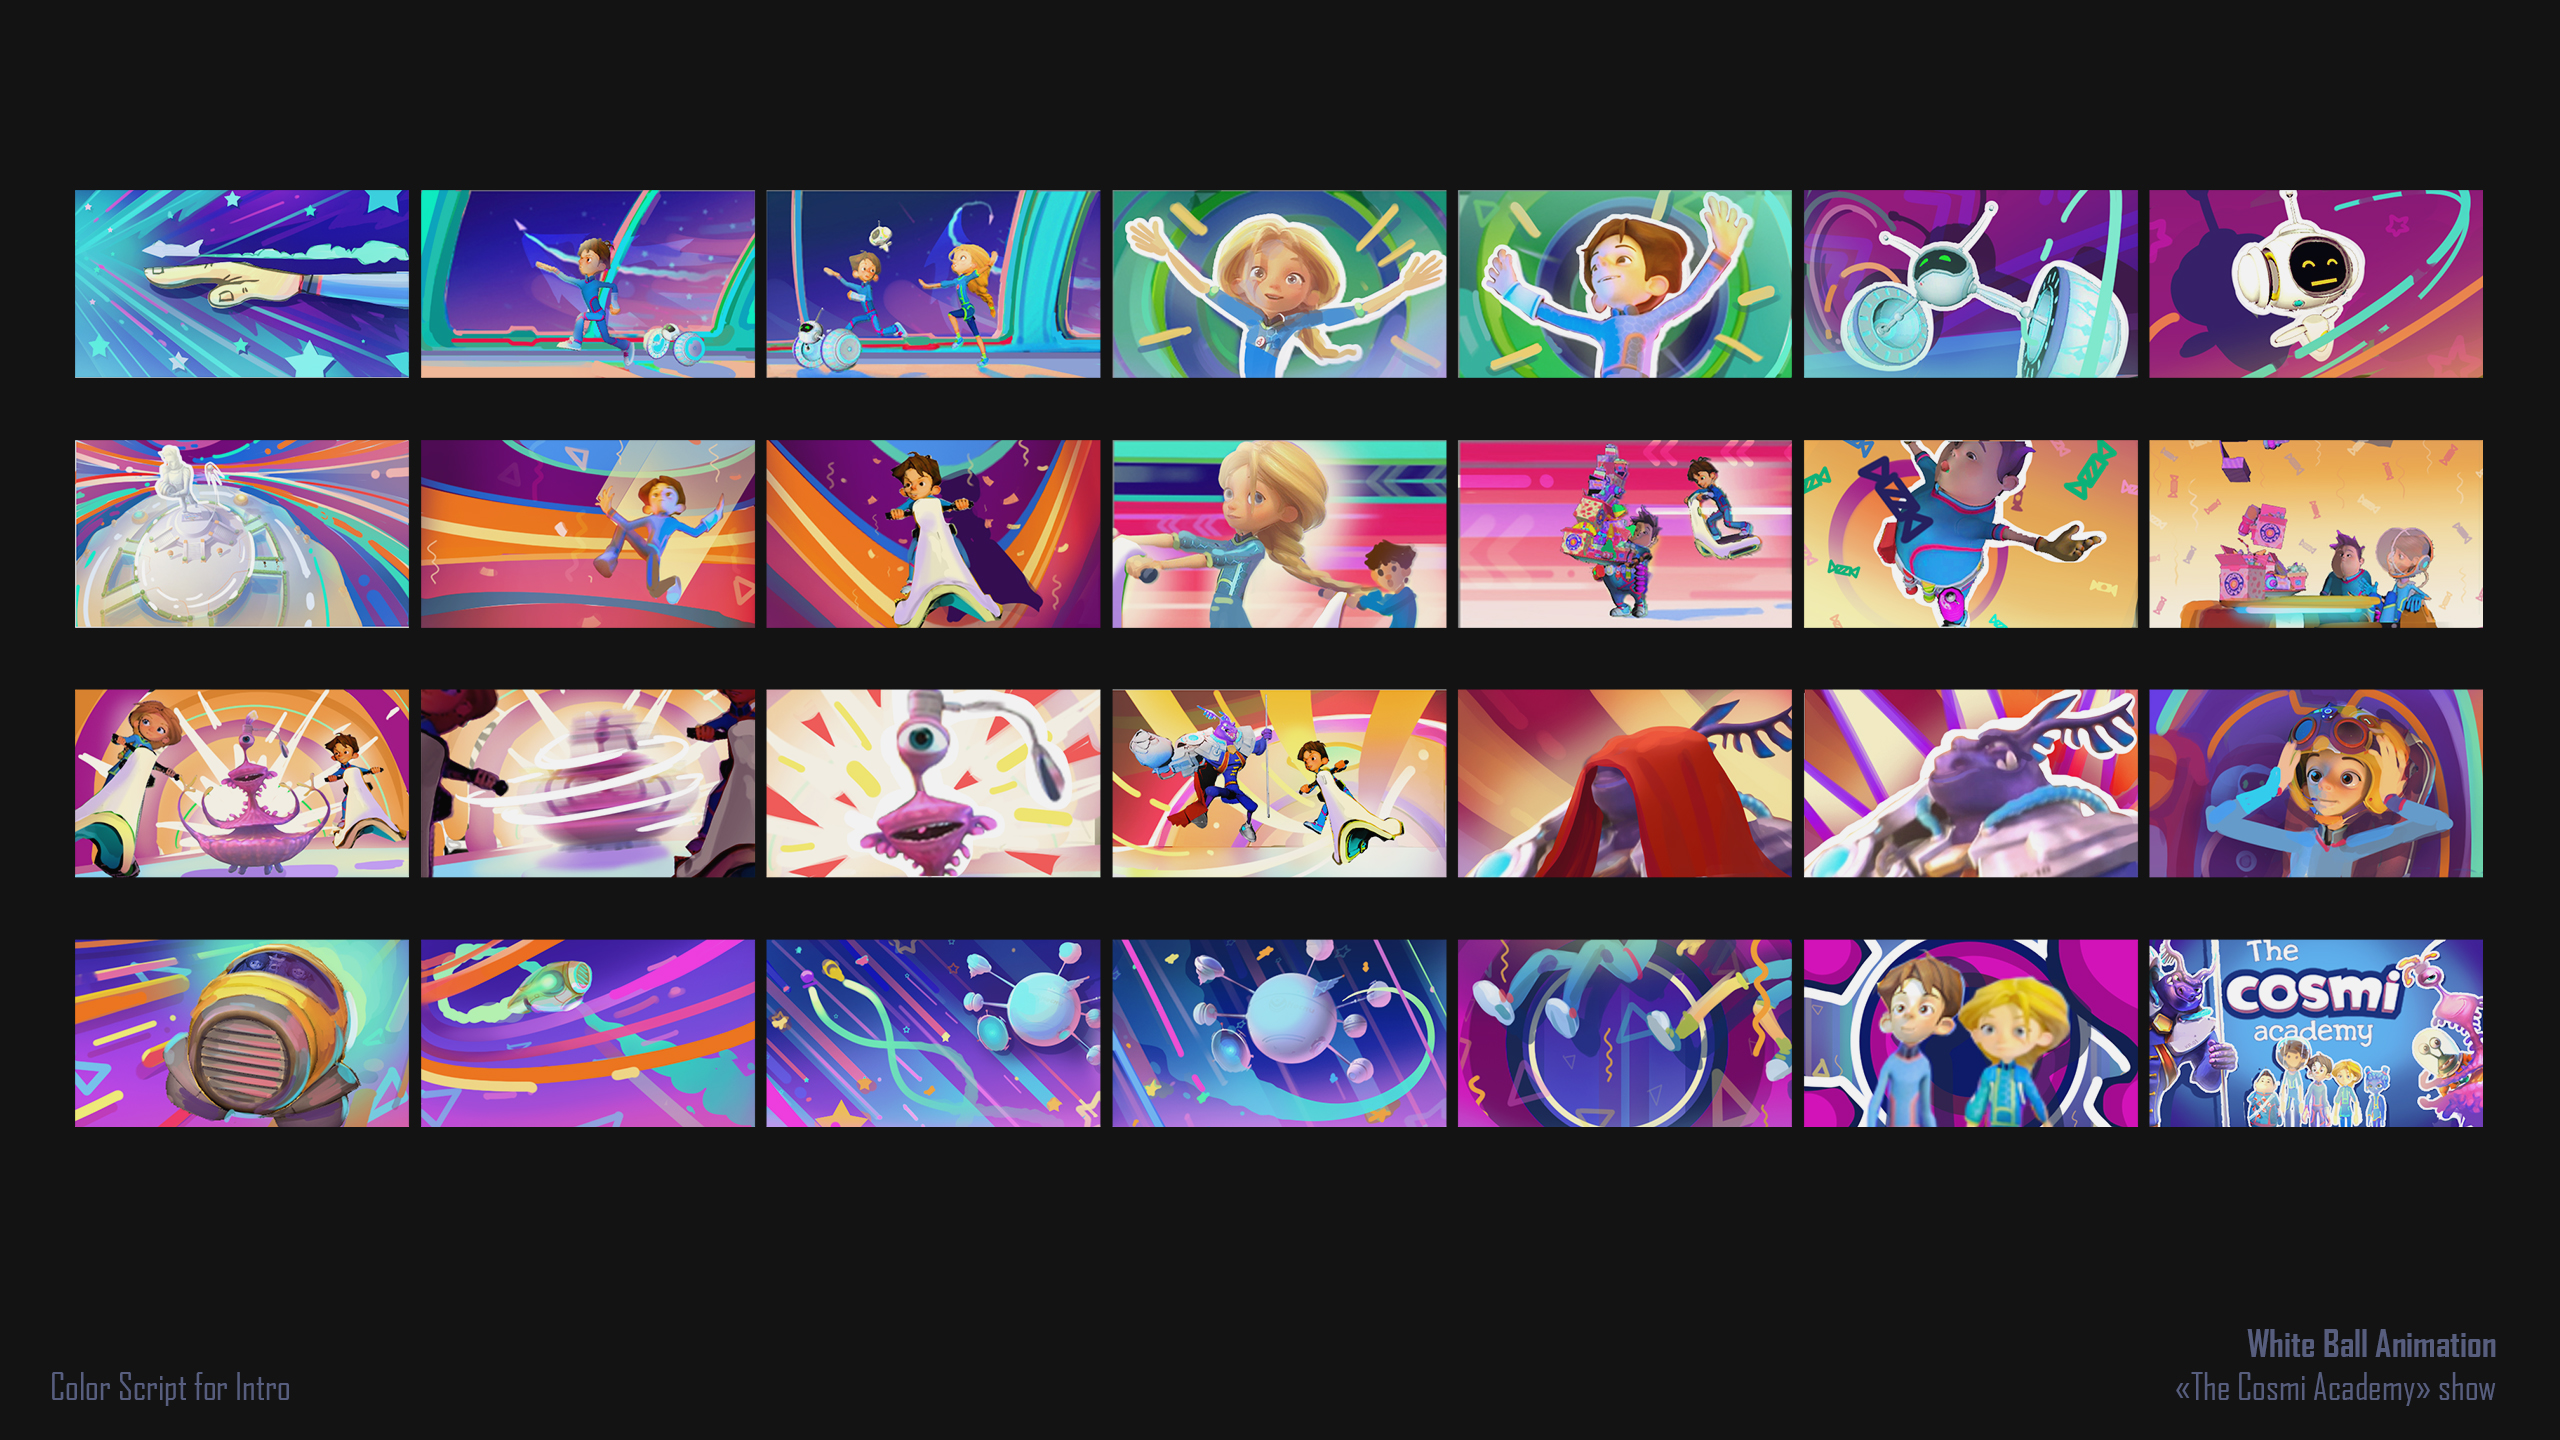 The
cosmi
academy
White Ball Animation
Color Script for Intro
«The Cosmi Academy» show